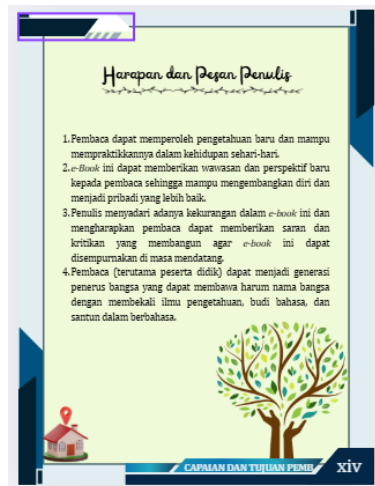 Harapan dan Pesan Penulis
1. Pembaca dapat memperoleh pengetahuan baru dan mampu
mempraktikkannya dalam kehidupan sehari-hari.
2. e-Book ini dapat memberikan wawasan dan perspektif baru
kepada pembaca sehingga mampu mengembangkan diri dan
menjadi pribadi yang lebih baik.
3. Penulis menyadari adanya kekurangan dalam e-book ini dan
mengharapkan pembaca dapat memberikan saran dan
kritikan yang membangun agar e-book ini dapat
disempurnakan di masa mendatang.
4. Pembaca (terutama peserta didik) dapat menjadi generasi
penerus bangsa yang dapat membawa harum nama bangsa
dengan membekali ilmu pengetahuan, budi bahasa, dan
santun dalam berbahasa.
CAPAIAN DAN TUJUAN PEMB
xiv